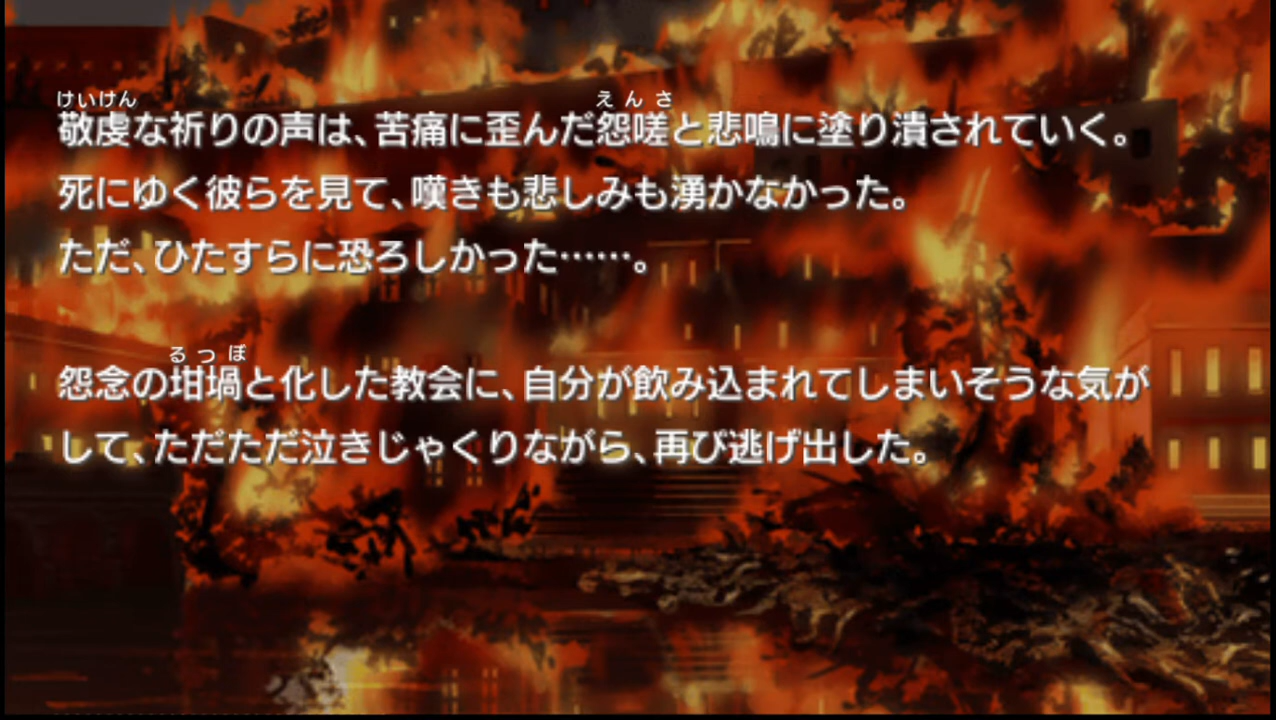 けいけん えんさ
敬虔な祈りの声は、苦痛に歪んだ怨嗟と悲鳴に塗り潰されていく。
死にゆく彼らを見て、嘆きも悲しみも湧かなかった。
ただ、ひたすらに恐ろしかった……。
るつぼ
怨念の坩堝と化した教会に、自分が飲み込まれてしまいそうな気が
して、ただただ泣きじゃくりながら、再び逃げ出した。